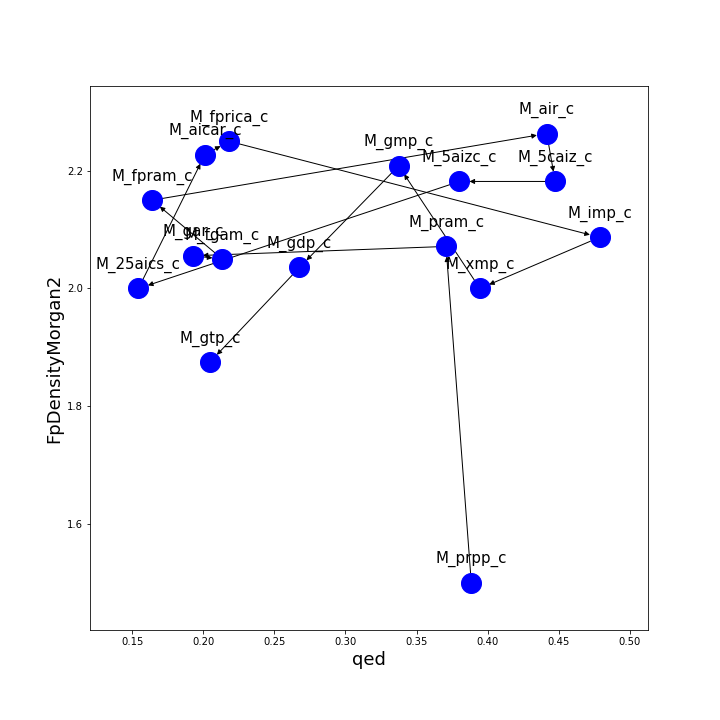 M_air_c
M_fprica_c
M_aicar_c
M_gmp_c
M_5aizc_c
M_5caiz_c
M_fpram_c
M_imp_c
M_pram_c
M_gar_c
M_fgam_c
M_gdp_c
M_25aics_c
M_xmp_c
M_gtp_c
M_prpp_c
2.2
2.0
1.8
1.6
FpDensityMorgan2
0.15 0.20 0.25 0.30 0.35 0.40 0.45 0.50
qed